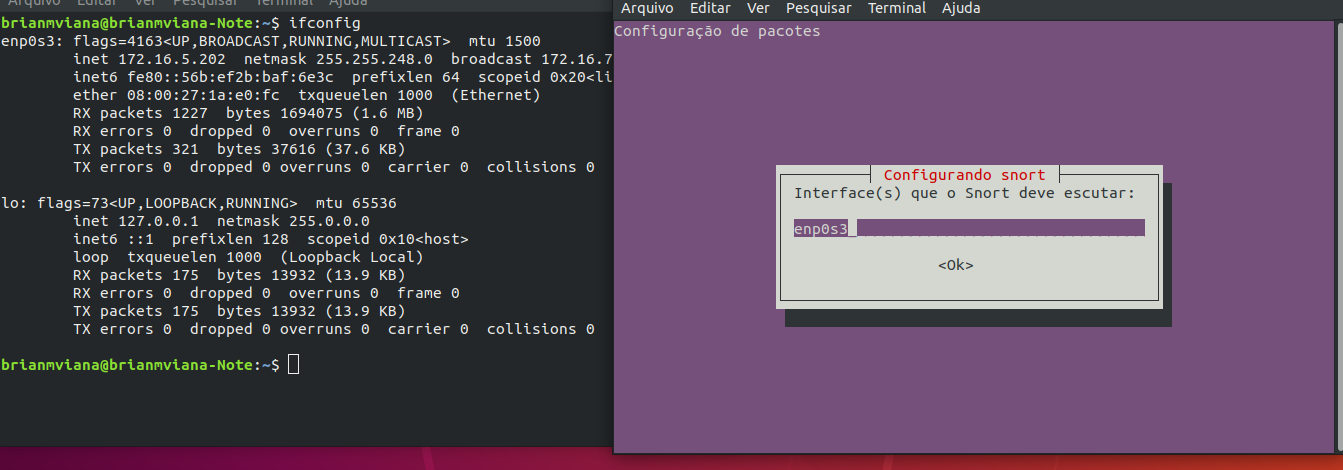 Arquivo Editar Ver Pesquisar Terminal Ajuda
brianmviana@brianmviana-Note:~$ ifconfig
enp0s3: flags=4163<UP,BROADCAST,RUNNING,MULTICAST>  mtu 1500
        inet 172.16.5.202  netmask 255.255.248.0  broadcast 172.16.7
        inet6 fe80::56b:ef2b:baf:6e3c  prefixlen 64  scopeid 0x20<li
        ether 08:00:27:1a:e0:fc  txqueuelen 1000  (Ethernet)
        RX packets 1227  bytes 1694075 (1.6 MB)
        RX errors 0  dropped 0  overruns 0  frame 0
        TX packets 321  bytes 37616 (37.6 KB)
        TX errors 0  dropped 0 overruns 0  carrier 0  collisions 0
lo: flags=73<UP,LOOPBACK,RUNNING>  mtu 65536
        inet 127.0.0.1  netmask 255.0.0.0
        inet6 ::1  prefixlen 128  scopeid 0x10<host>
        loop  txqueuelen 1000  (Loopback Local)
        RX packets 175  bytes 13932 (13.9 KB)
        RX errors 0  dropped 0  overruns 0  frame 0
        TX packets 175  bytes 13932 (13.9 KB)
        TX errors 0  dropped 0 overruns 0  carrier 0  collisions 0
brianmviana@brianmviana-Note:~$
Arquivo Editar Ver Pesquisar Terminal Ajuda
Configuração de pacotes
Configurando snort
Interface(s) que o Snort deve escutar:
enp0s3
<Ok>